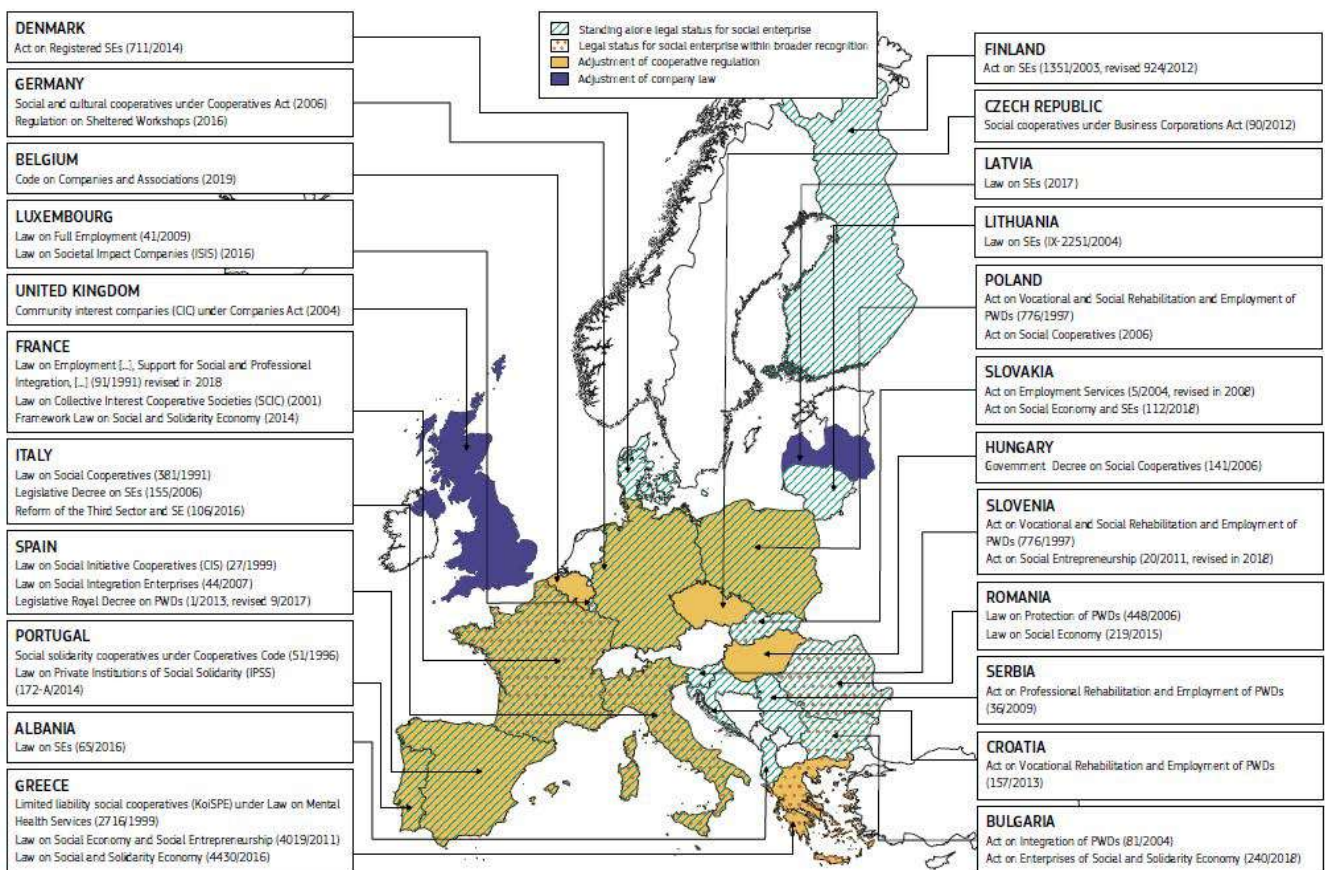 DENMARK
Act on Registered SEs (711/2014)
GERMANY
Social and cultural cooperatives under Cooperatives Act (2006)
Regulation on Sheltered Workshops (2016)
BELGIUM
Code on Companies and Associations (2019)
LUXEMBOURG
Law on Full Employment (41/2009)
Law on Societal Impact Companies (ISIS) (2016)
UNITED KINGDOM
Community interest companies (CIC) under Companies Act (2004)
FRANCE
Law on Employment [...], Support for Social and Professional
Integration, [...] (91/1991) revised in 2018
Law on Collective Interest Cooperative Societies (SCIC) (2001)
Framework Law on Social and Solidarity Economy (2014)
ITALY
Law on Social Cooperatives (381/1991)
Legislative Decree on SEs (155/2006)
Reform of the Third Sector and SE (106/2016)
SPAIN
Law on Social Initiative Cooperatives (CIS) (27/1999)
Law on Social Integration Enterprises (44/2007)
Legislative Royal Decree on PWDs (1/2013, revised 9/2017)
PORTUGAL
Social solidarity cooperatives under Cooperatives Code (51/1996)
Law on Private Institutions of Social Solidarity (IPSS)
(172-A/2014)
ALBANIA
Law on SEs (65/2016)
GREECE
Limited liability social cooperatives (KoiSPE) under Law on Mental
Health Services (2716/1999)
Law on Social Economy and Social Entrepreneurship (4019/2011)
Law on Social and Solidarity Economy (4430/2016)
Standing alone legal status for social enterprise
Legal status for social enterprise within broader recognition
Adjustment of cooperative regulation
Adjustment of company law
FINLAND
Act on SEs (1351/2003, revised 924/2012)
CZECH REPUBLIC
Social cooperatives under Business Corporations Act (90/2012)
LATVIA
Law on SEs (2017)
LITHUANIA
Law on SEs (IX-2251/2004)
POLAND
Act on Vocational and Social Rehabilitation and Employment of
PWDs (776/1997)
Act on Social Cooperatives (2006)
SLOVAKIA
Act on Employment Services (5/2004, revised in 2008)
Act on Social Economy and SEs (112/2018)
HUNGARY
Government Decree on Social Cooperatives (141/2006)
SLOVENIA
Act on Vocational and Social Rehabilitation and Employment of
PWDs (776/1997)
Act on Social Entrepreneurship (20/2011, revised in 2018)
ROMANIA
Law on Protection of PWDs (448/2006)
Law on Social Economy (219/2015)
SERBIA
Act on Professional Rehabilitation and Employment of PWDs
(36/2009)
CROATIA
Act on Vocational Rehabilitation and Employment of PWDs
(157/2013)
BULGARIA
Act on Integration of PWDs (81/2004)
Act on Enterprises of Social and Solidarity Economy (240/2018)